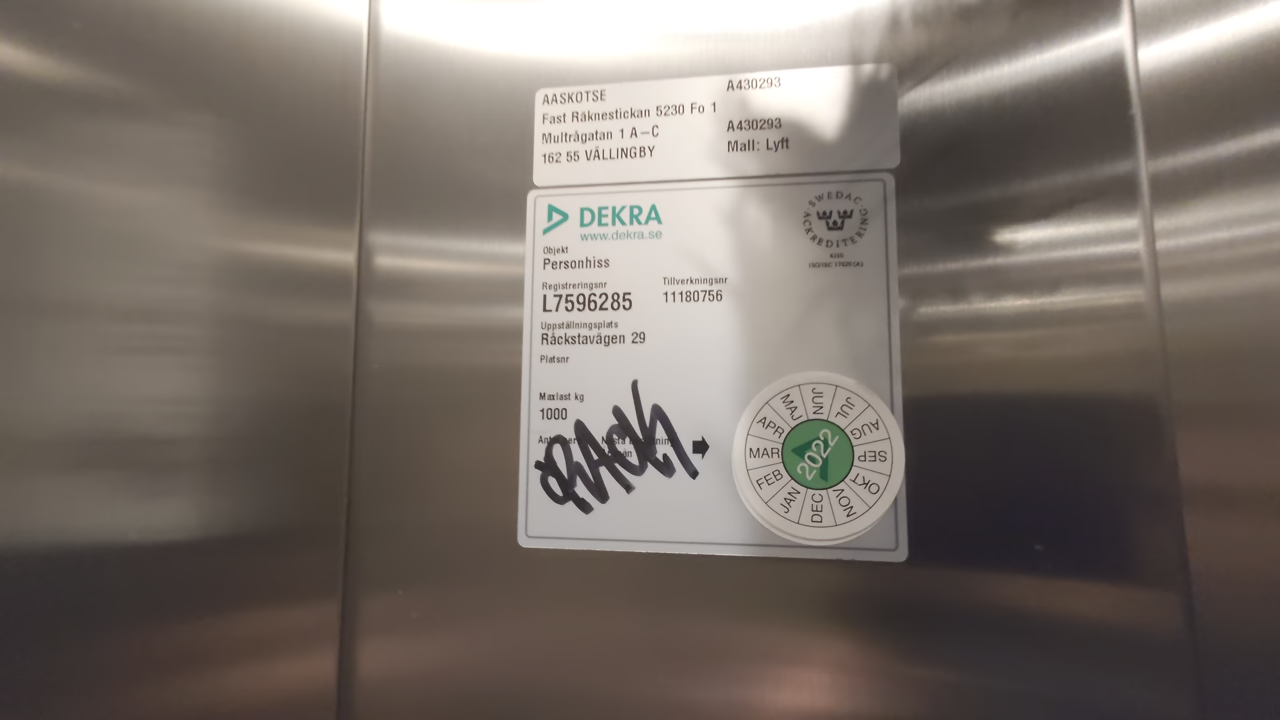 AASKOTSE
Fast Räknestickan 5230 Fo 1
Multrågatan 1 A–C
162 55 VÄLLINGBY
A430293
A430293
Mall: Lyft
DEKRA
www.dekra.se
SWEDAC
ACKREDITERING
Objekt
Personhiss
Registreringsnr
L7596285
Tillverkningsnr
11180756
Uppställningsplats
Råckstavägen 29
Platsnr
Maxlast kg
1000
2022
JAN
FEB
MAR
APR
MAJ
JUN
JUL
AUG
SEP
OKT
NOV
DEC